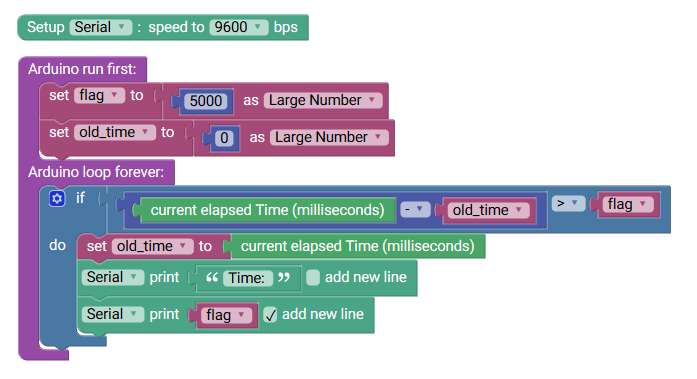 Setup Serial : speed to 9600 bps
Arduino run first:
set flag to 5000 as Large Number
set old_time to 0 as Large Number
Arduino loop forever:
if current elapsed Time (milliseconds) - old_time > flag
do set old_time to current elapsed Time (milliseconds)
Serial print “ Time: ” add new line
Serial print flag ✓ add new line